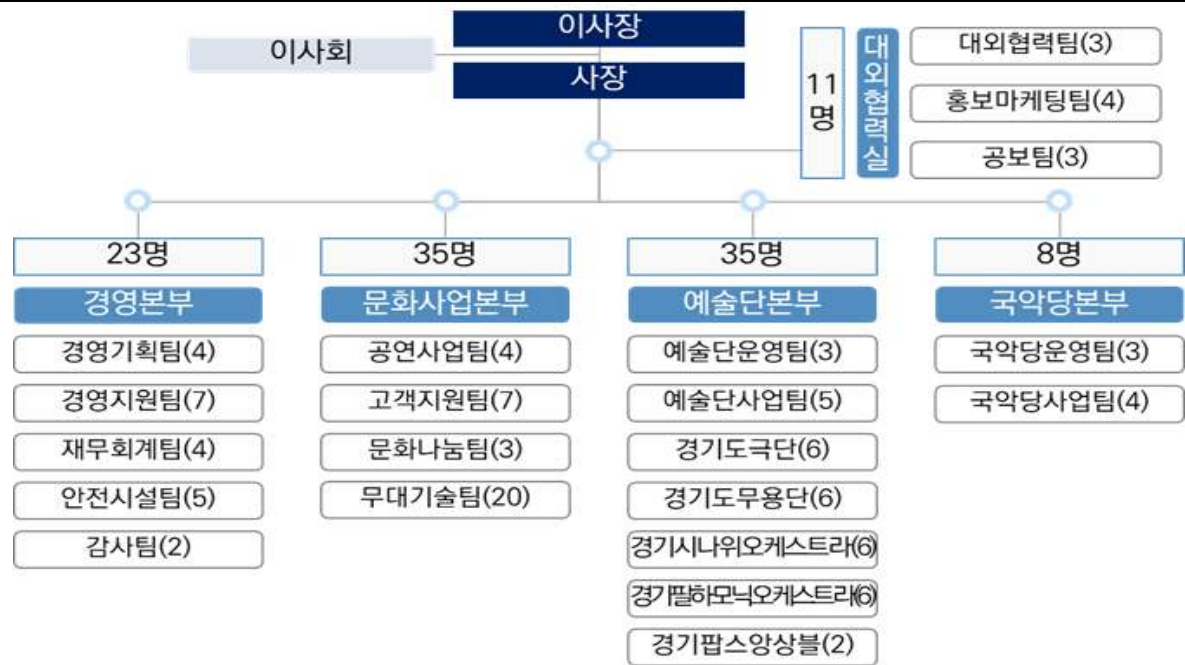 이사장
이사회
사장
11명
대외협력실
대외협력팀(3)
홍보마케팅팀(4)
공보팀(3)
23명
경영본부
경영기획팀(4)
경영지원팀(7)
재무회계팀(4)
안전시설팀(5)
감사팀(2)
35명
문화사업본부
공연사업팀(4)
고객지원팀(7)
문화나눔팀(3)
무대기술팀(20)
35명
예술단본부
예술단운영팀(3)
예술단사업팀(5)
경기도극단(6)
경기도무용단(6)
경기시나위오케스트라(6)
경기필하모닉오케스트라(6)
경기팝스앙상블(2)
8명
국악당본부
국악당운영팀(3)
국악당사업팀(4)